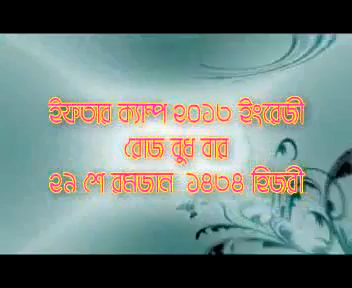 ইফতার ক্যাম্প ২০১৩ ইংরেজী
রোজ বুধ বার
২৯ শে রমজান ১৪৩৪ হিজরী